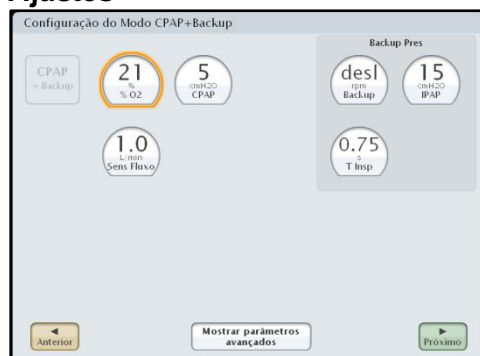 Ajustes
Configuração do Modo CPAP+Backup
CPAP
+ Backup
21
%
% O2
5
cmH2O
CPAP
1.0
L/min
Sens Fluxo
Backup Pres
desl
rpm
Backup
15
cmH2O
IPAP
0.75
s
T Insp
Anterior
Mostrar parâmetros
avançados
Próximo